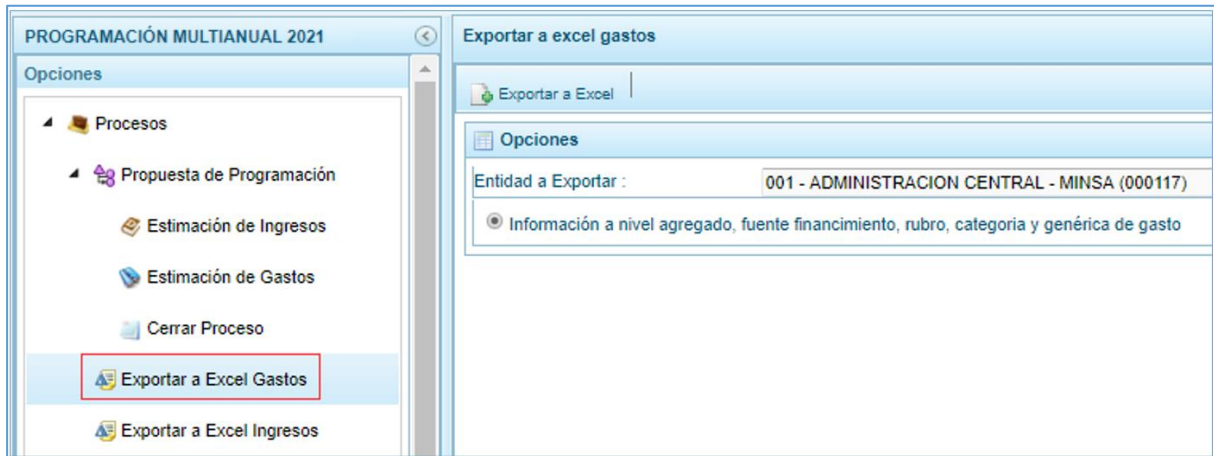 PROGRAMACIÓN MULTIANUAL 2021
Opciones
Procesos
Propuesta de Programación
Estimación de Ingresos
Estimación de Gastos
Cerrar Proceso
Exportar a Excel Gastos
Exportar a Excel Ingresos
Exportar a excel gastos
Exportar a Excel
Opciones
Entidad a Exportar : 001 - ADMINISTRACION CENTRAL - MINSA (000117)
Información a nivel agregado, fuente financimiento, rubro, categoria y genérica de gasto